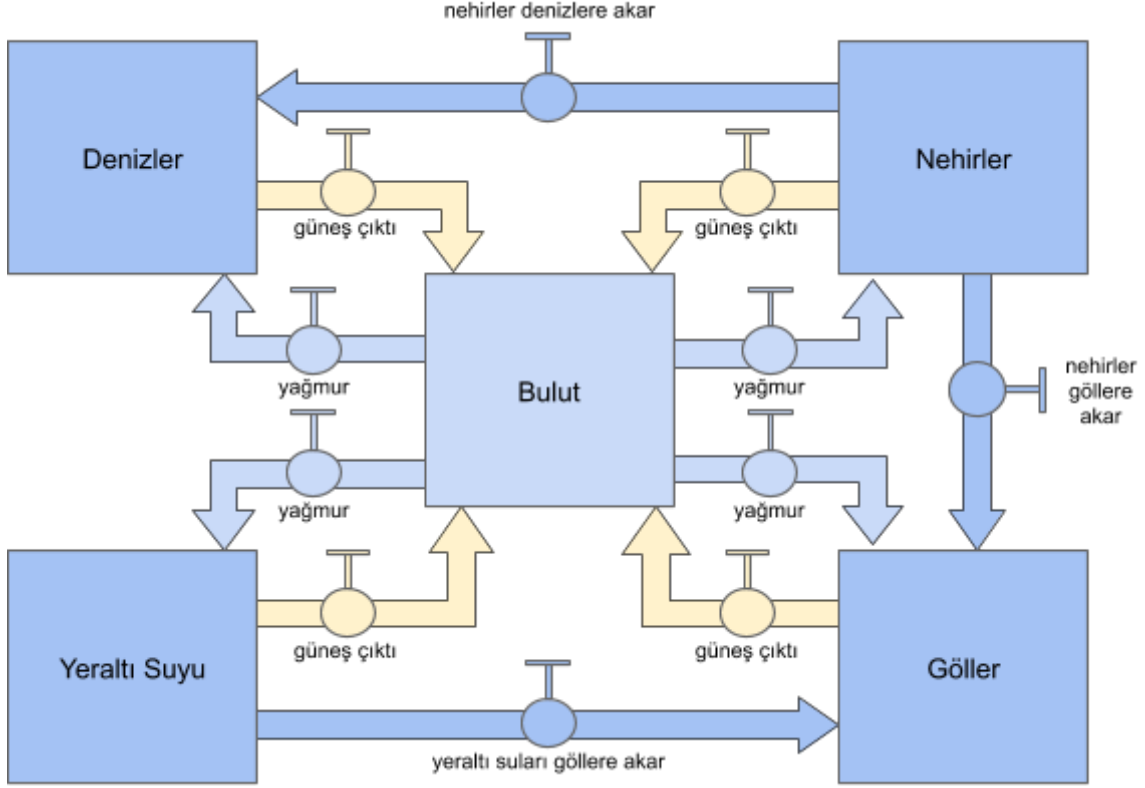 nehirler denizlere akar
Denizler
Nehirler
güneş çıktı
güneş çıktı
yağmur
Bulut
yağmur
nehirler
göllere
akar
yağmur
yağmur
güneş çıktı
güneş çıktı
Yeraltı Suyu
Göller
yeraltı suları göllere akar